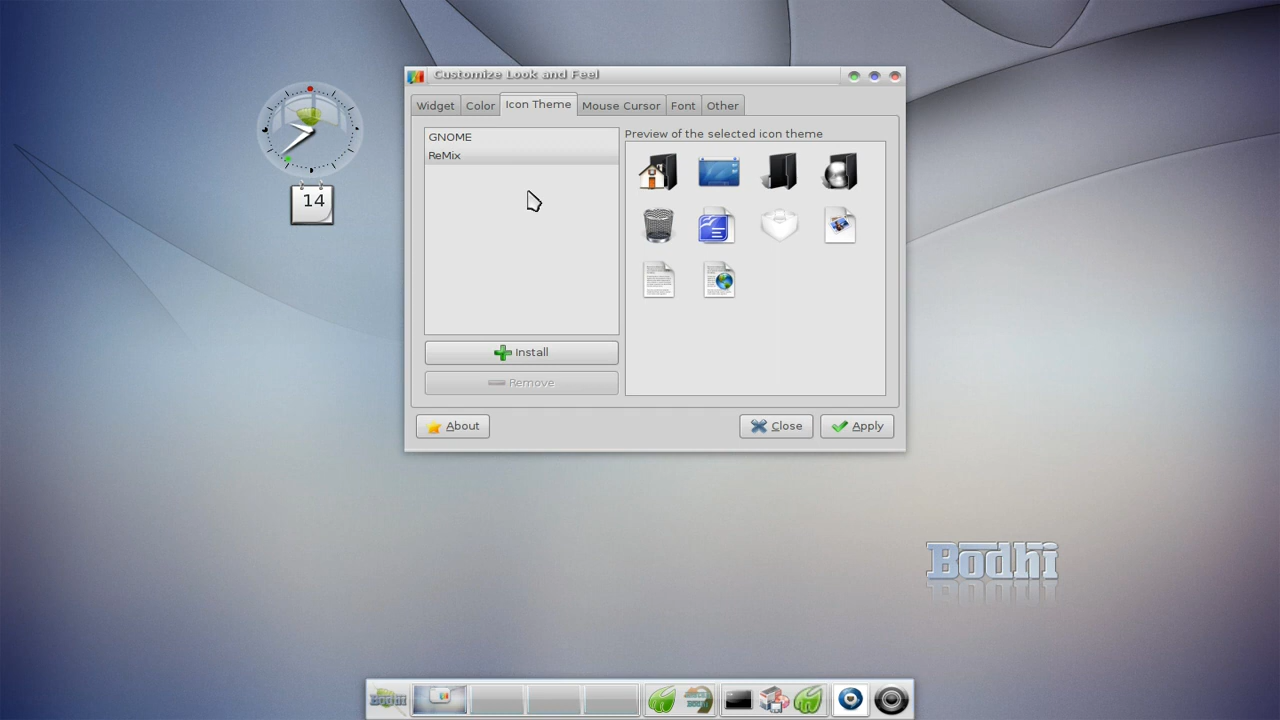 Customize Look and Feel
Widget Color Icon Theme Mouse Cursor Font Other
GNOME
ReMix
Preview of the selected icon theme
Install
Remove
About
Close
Apply
14
Bodhi
Bodhi